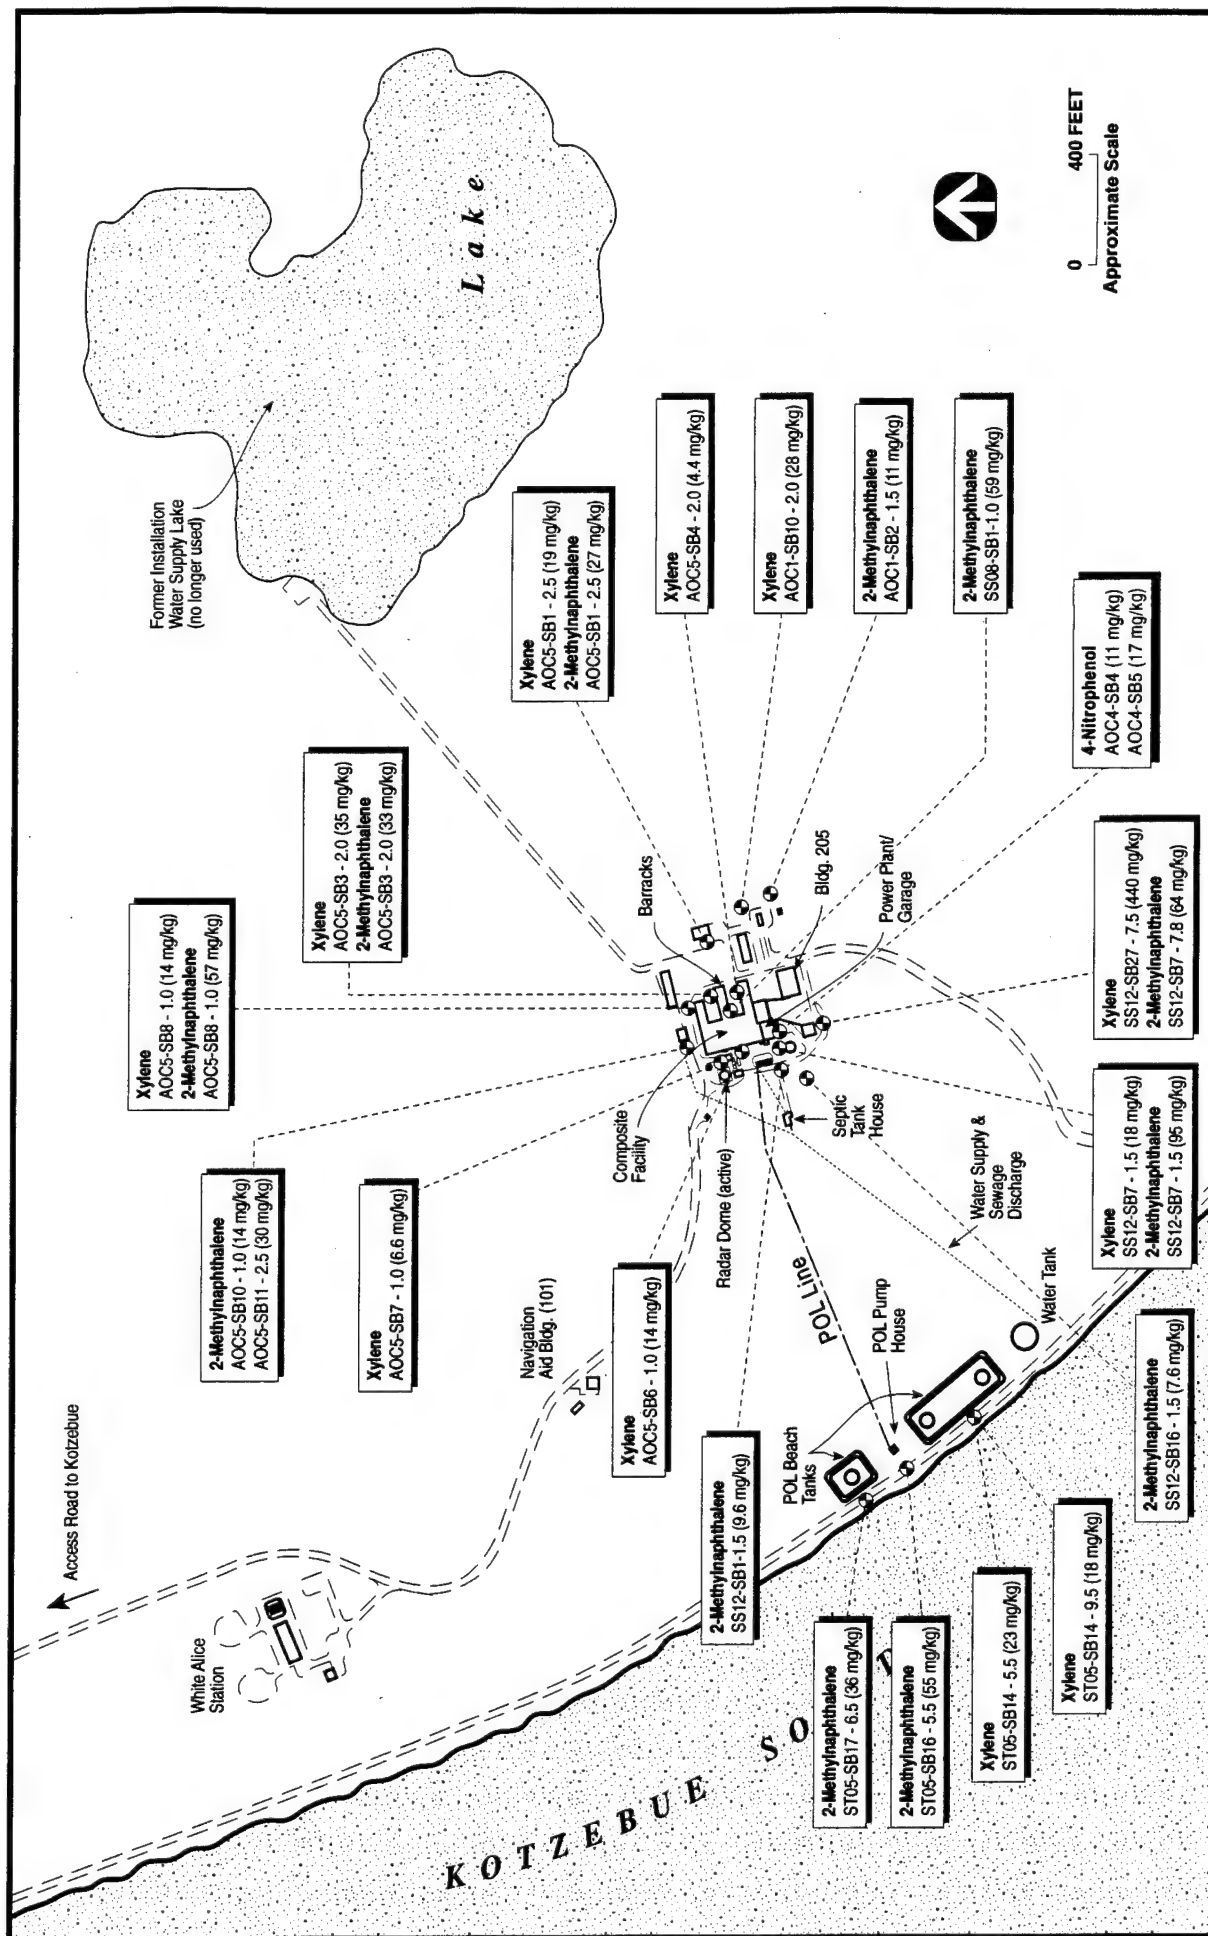 Access Road to Kotzebue
White Alice
Station
Former Installation
Water Supply Lake
(no longer used)
Lake
Xylene
AOC5-SB8 - 1.0 (14 mg/kg)
2-Methylnaphthalene
AOC5-SB8 - 1.0 (57 mg/kg)
2-Methylnaphthalene
AOC5-SB10 - 1.0 (14 mg/kg)
AOC5-SB11 - 2.5 (30 mg/kg)
Xylene
AOC5-SB3 - 2.0 (35 mg/kg)
2-Methylnaphthalene
AOC5-SB3 - 2.0 (33 mg/kg)
Xylene
AOC5-SB7 - 1.0 (6.6 mg/kg)
Xylene
AOC5-SB1 - 2.5 (19 mg/kg)
2-Methylnaphthalene
AOC5-SB1 - 2.5 (27 mg/kg)
Navigation
Aid Bldg. (101)
Xylene
AOC5-SB6 - 1.0 (14 mg/kg)
Composite
Facility
Barracks
Radar Dome (active)
Xylene
AOC5-SB4 - 2.0 (4.4 mg/kg)
2-Methylnaphthalene
SS12-SB1-1.5 (9.6 mg/kg)
Xylene
AOC1-SB10 - 2.0 (28 mg/kg)
POL Beach
Tanks
POL Line
POL Pump
House
Septic
Tank
House
Bldg. 205
Power Plant/
Garage
2-Methylnaphthalene
AOC1-SB2 - 1.5 (11 mg/kg)
2-Methylnaphthalene
SS08-SB1-1.0 (59 mg/kg)
2-Methylnaphthalene
ST05-SB17 - 6.5 (36 mg/kg)
2-Methylnaphthalene
ST05-SB16 - 5.5 (55 mg/kg)
Xylene
ST05-SB14 - 5.5 (23 mg/kg)
Xylene
ST05-SB14 - 9.5 (18 mg/kg)
Water Supply &
Sewage
Discharge
Water Tank
4-Nitrophenol
AOC4-SB4 (11 mg/kg)
AOC4-SB5 (17 mg/kg)
Xylene
SS12-SB27 - 7.5 (440 mg/kg)
2-Methylnaphthalene
SS12-SB7 - 7.8 (64 mg/kg)
Xylene
SS12-SB7 - 1.5 (18 mg/kg)
2-Methylnaphthalene
SS12-SB7 - 1.5 (95 mg/kg)
2-Methylnaphthalene
SS12-SB16 - 1.5 (7.6 mg/kg)
KOTZEBUE SO
0 400 FEET
Approximate Scale